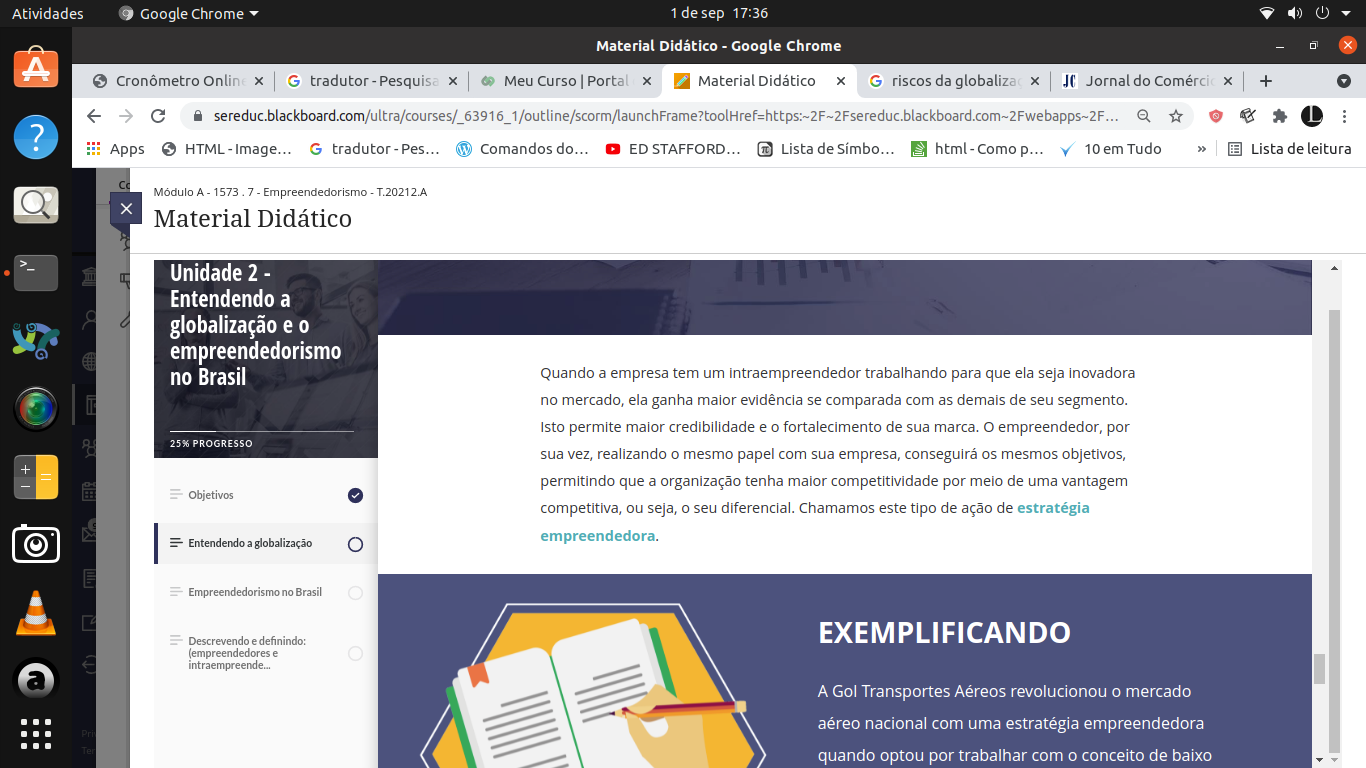 Atividades
Google Chrome
1 de sep 17:36
Material Didático - Google Chrome
Cronômetro Online
tradutor - Pesquisa
Meu Curso | Portal
Material Didático
riscos da globalizaç
Jornal do Comérci
sereduc.blackboard.com/ultra/courses/_63916_1/outline/scorm/launchFrame?toolHref=https:~2F~2Fsereduc.blackboard.com~2Fwebapps~2F…
Apps
HTML - Image…
tradutor - Pes…
Comandos do…
ED STAFFORD…
Lista de Símbo…
html - Como p…
10 em Tudo
»
Lista de leitura
Co
Módulo A - 1573 . 7 - Empreendedorismo - T.20212.A
Material Didático
Unidade 2 -
Entendendo a
globalização e o
empreendedorismo
no Brasil
25% PROGRESSO
Objetivos
Entendendo a globalização
Empreendedorismo no Brasil
Descrevendo e definindo:
(empreendedores e
intraempreende...
Quando a empresa tem um intraempreendedor trabalhando para que ela seja inovadora
no mercado, ela ganha maior evidência se comparada com as demais de seu segmento.
Isto permite maior credibilidade e o fortalecimento de sua marca. O empreendedor, por
sua vez, realizando o mesmo papel com sua empresa, conseguirá os mesmos objetivos,
permitindo que a organização tenha maior competitividade por meio de uma vantagem
competitiva, ou seja, o seu diferencial. Chamamos este tipo de ação de estratégia
empreendedora.
EXEMPLIFICANDO
A Gol Transportes Aéreos revolucionou o mercado
aéreo nacional com uma estratégia empreendedora
quando optou por trabalhar com o conceito de baixo